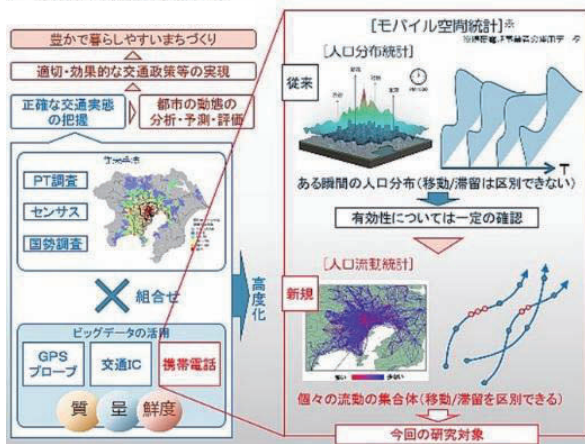 豊かで暮らしやすいまちづくり
適切・効果的な交通政策等の実現
正確な交通実態
の把握
都市の動態の
分析・予測・評価
PT調査
センサス
国勢調査
組合せ
ビッグデータの活用
GPS
プローブ
交通IC
携帯電話
質
量
鮮度
高度化
[モバイル空間統計]※
[人口分布統計]
従来
T
ある瞬間の人口分布(移動/滞留は区別できない)
有効性については一定の確認
[人口流動統計]
新規
個々の流動の集合体(移動/滞留を区別できる)
今回の研究対象